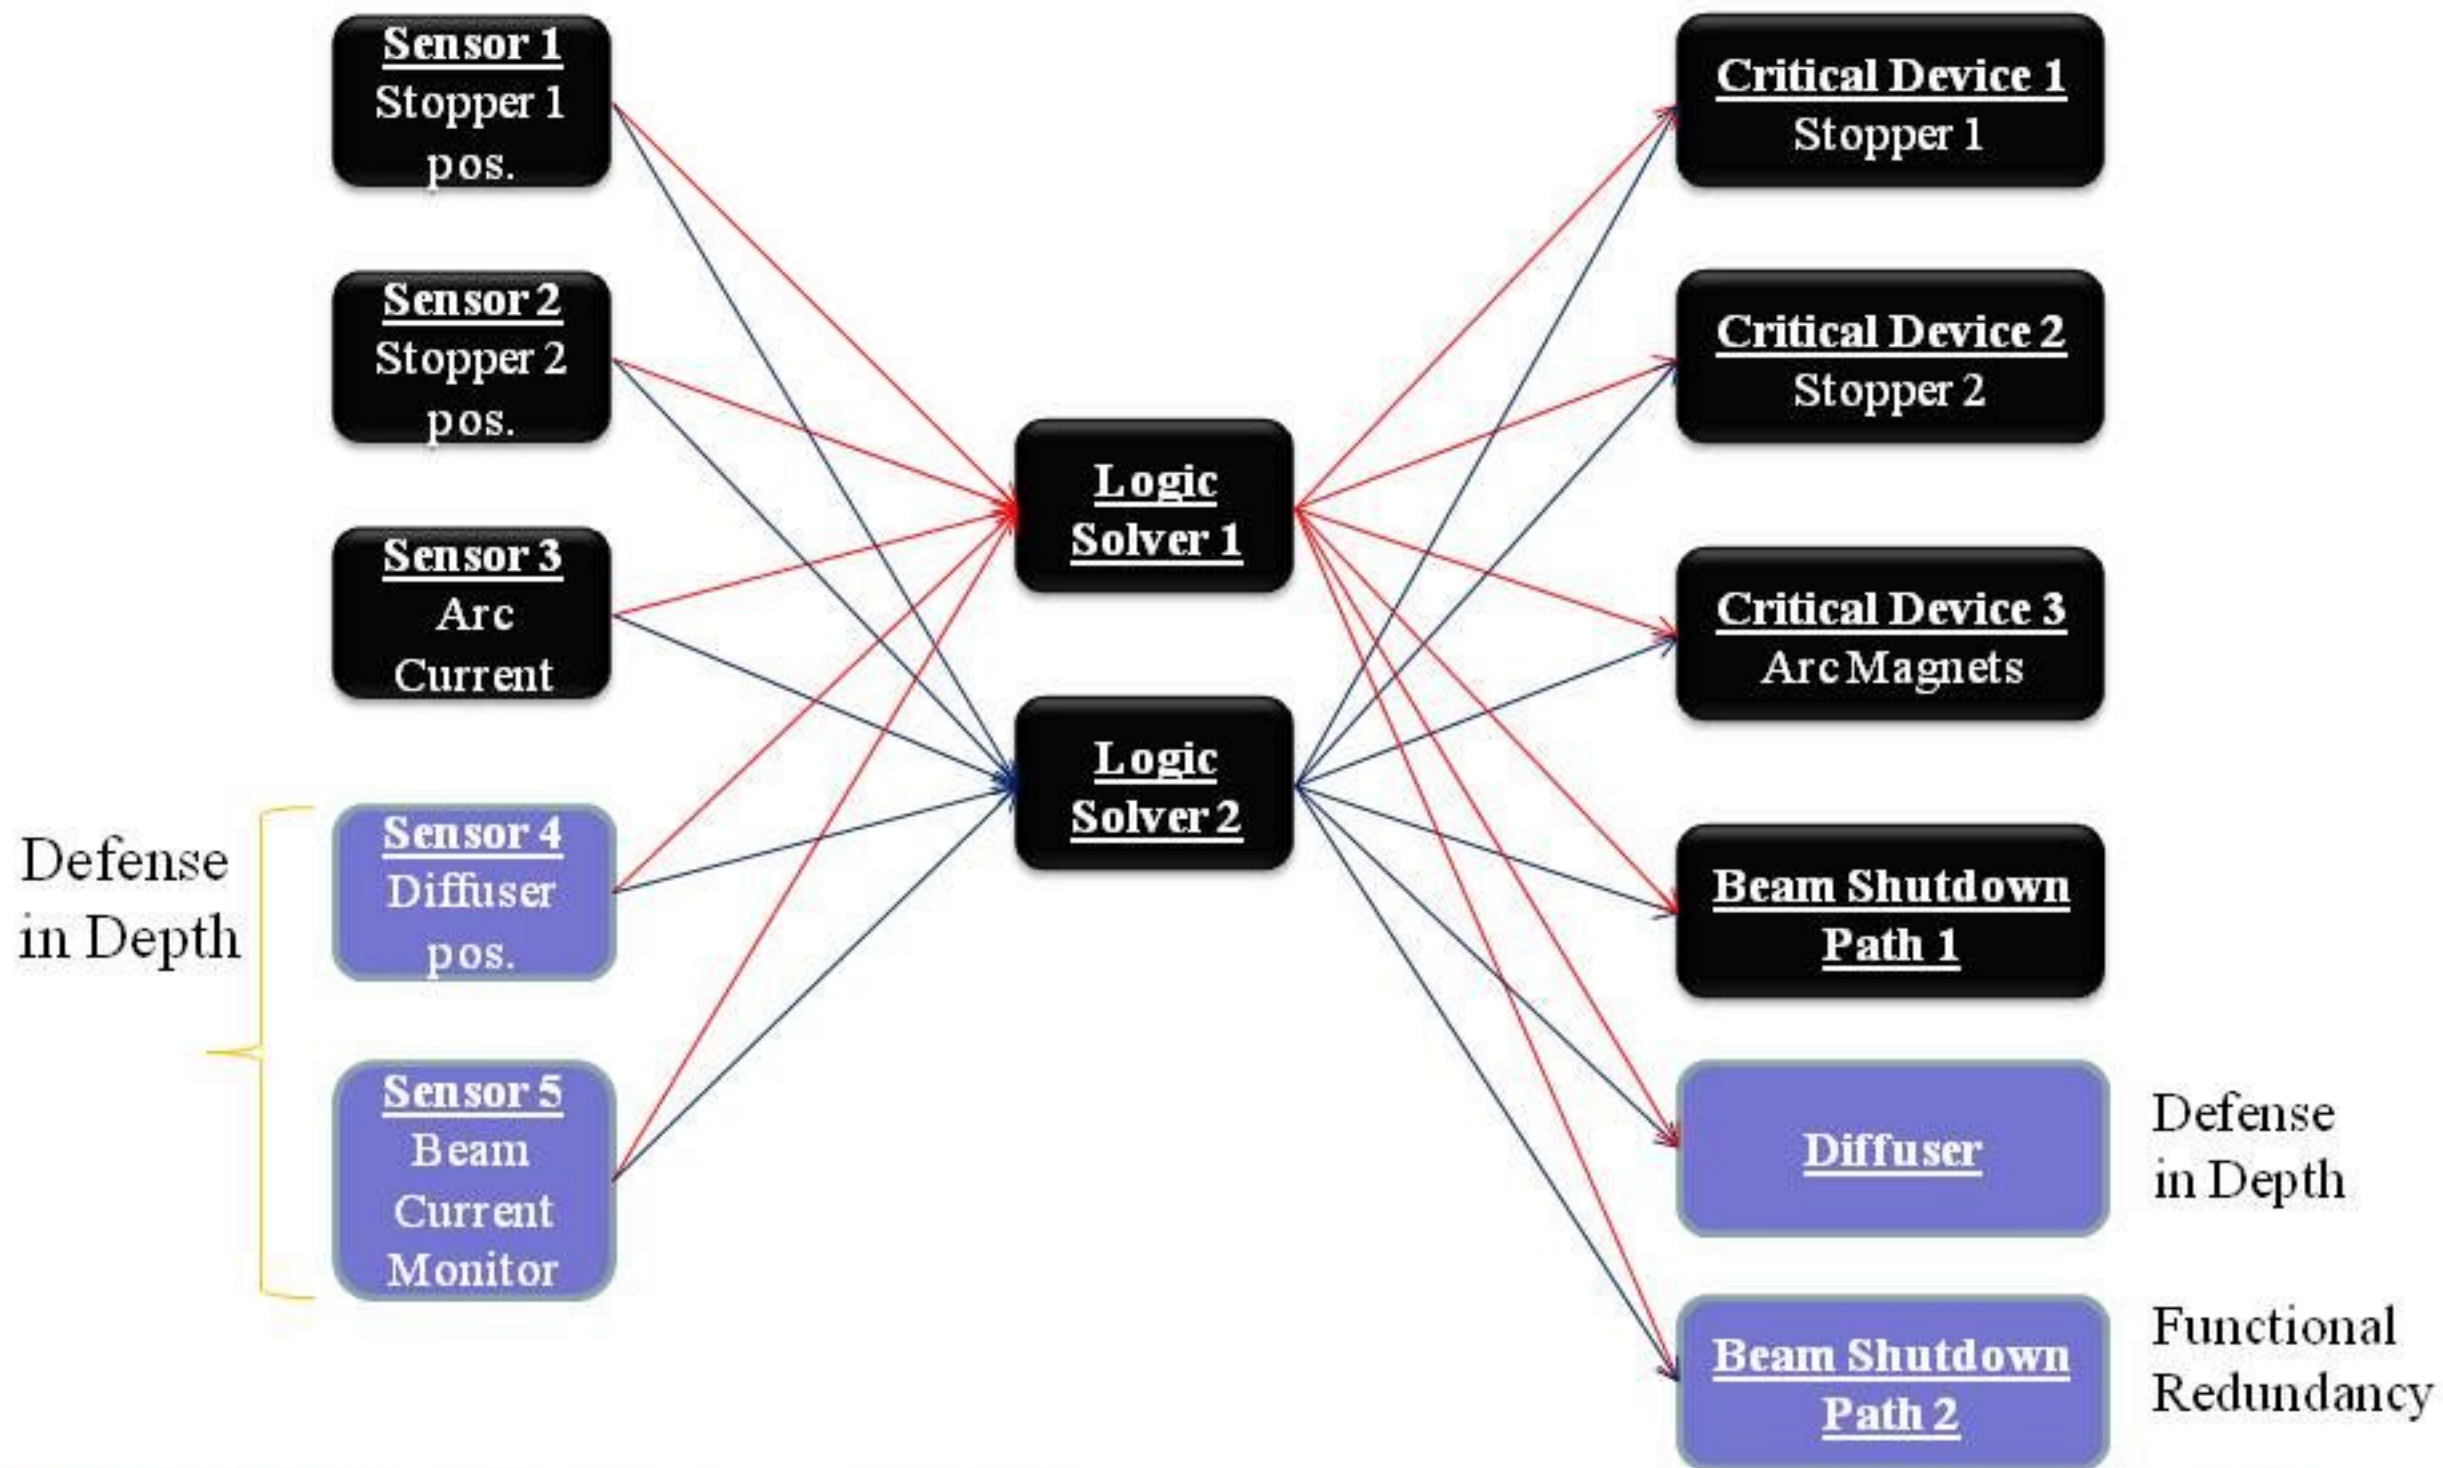 Sensor 1
Stopper 1
pos.
Sensor 2
Stopper 2
pos.
Sensor 3
Arc
Current
Defense
in Depth
Sensor 4
Diffuser
pos.
Sensor 5
Beam
Current
Monitor
Logic
Solver 1
Logic
Solver 2
Critical Device 1
Stopper 1
Critical Device 2
Stopper 2
Critical Device 3
Arc Magnets
Beam Shutdown
Path 1
Diffuser
Defense
in Depth
Beam Shutdown
Path 2
Functional
Redundancy